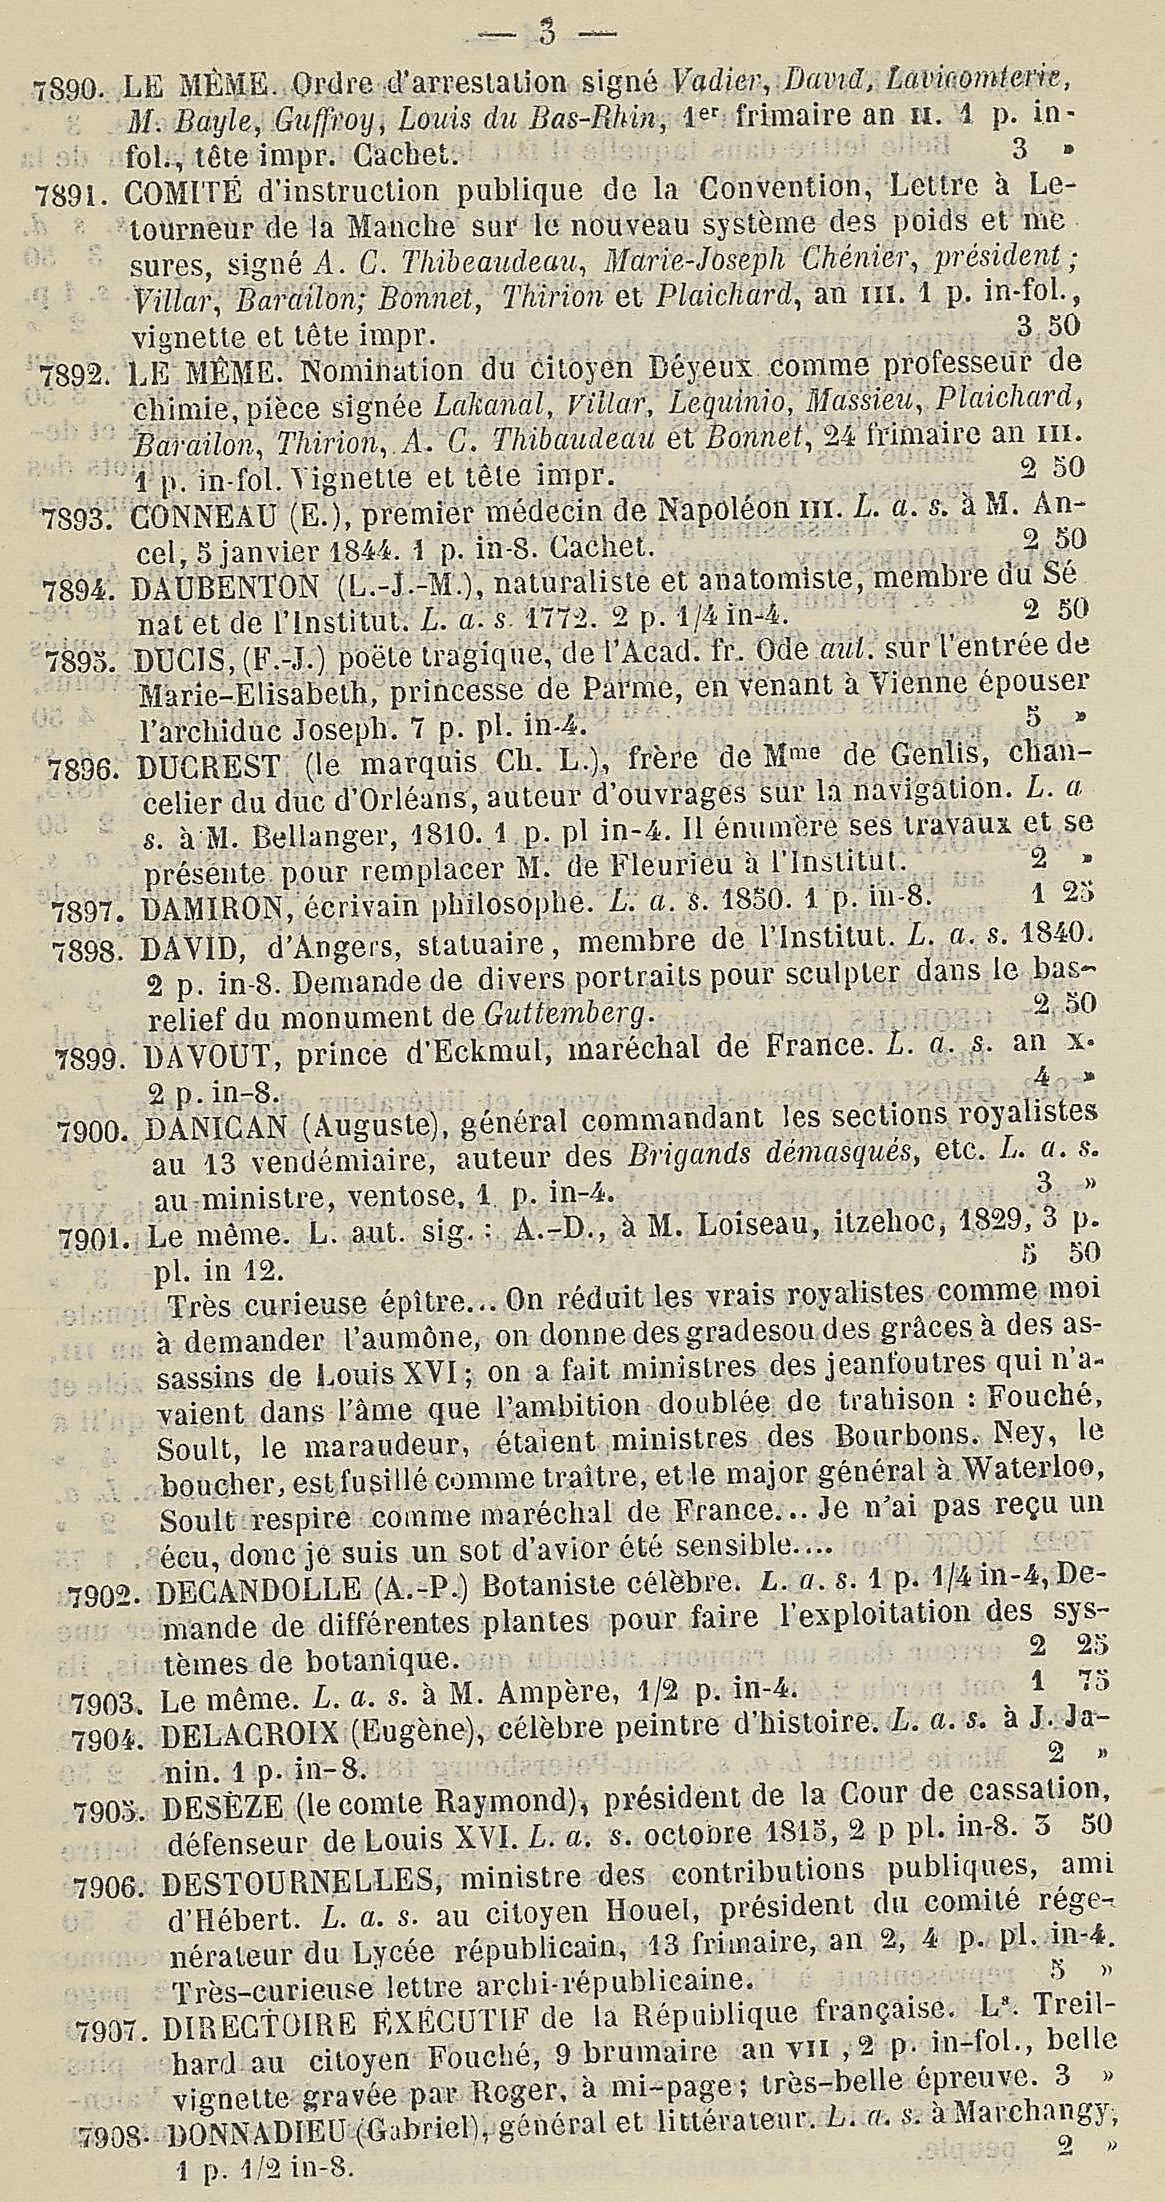 — 3 —
7890. LE MÊME. Ordre d'arrestation signé Vadier, David, Lavicomterie,
M. Bayle, Guffroy, Louis du Bas-Rhin, 1er frimaire an II. 1 p. in-
fol., tête impr. Cachet. 3 »
7891. COMITÉ d'instruction publique de la Convention, Lettre à Le-
tourneur de la Manche sur le nouveau système des poids et me
sures, signé A. C. Thibeaudeau, Marie-Joseph Chénier, président ;
Villar, Barailon; Bonnet, Thirion et Plaichard, an III. 1 p. in-fol.,
vignette et tête impr. 3 50
7892. LE MÊME. Nomination du citoyen Déyeux comme professeur de
chimie, pièce signée Lakanal, Villar, Lequinio, Massieu, Plaichard,
Barailon, Thirion, A. C. Thibaudeau et Bonnet, 24 frimaire an III.
1 p. in-fol. Vignette et tête impr. 2 50
7893. CONNEAU (E.), premier médecin de Napoléon III. L. a. s. à M. An-
cel, 5 janvier 1844. 1 p. in-8. Cachet. 2 50
7894. DAUBENTON (L.-J.-M.), naturaliste et anatomiste, membre du Sé
nat et de l'Institut. L. a. s. 1772. 2 p. 1/4 in-4. 2 50
7895. DUCIS, (F.-J.) poëte tragique, de l'Acad. fr. Ode aut. sur l'entrée de
Marie-Elisabeth, princesse de Parme, en venant à Vienne épouser
l'archiduc Joseph. 7 p. pl. in-4. 5 »
7896. DUCREST (le marquis Ch. L.), frère de Mme de Genlis, chan-
celier du duc d'Orléans, auteur d'ouvrages sur la navigation. L. a
s. à M. Bellanger, 1810. 1 p. pl in-4. Il énumère ses travaux et se
présente pour remplacer M. de Fleurieu à l'Institut. 2 »
7897. DAMIRON, écrivain philosophe. L. a. s. 1850. 1 p. in-8. 1 25
7898. DAVID, d'Angers, statuaire, membre de l'Institut. L. a. s. 1840.
2 p. in-8. Demande de divers portraits pour sculpter dans le bas-
relief du monument de Guttemberg. 2 50
7899. DAVOUT, prince d'Eckmul, maréchal de France. L. a. s. an X.
2 p. in-8. 4 »
7900. DANICAN (Auguste), général commandant les sections royalistes
au 13 vendémiaire, auteur des Brigands démasqués, etc. L. a. s.
au ministre, ventose, 1 p. in-4. 3 »
7901. Le même. L. aut. sig. : A.-D., à M. Loiseau, itzehoc, 1829, 3 p.
pl. in 12. 5 50
Très curieuse épître... On réduit les vrais royalistes comme moi
à demander l'aumône, on donne des grades ou des grâces à des as-
sassins de Louis XVI; on a fait ministres des jeanfoutres qui n'a-
vaient dans l'âme que l'ambition doublée de trahison : Fouché,
Soult, le maraudeur, étaient ministres des Bourbons. Ney, le
boucher, est fusillé comme traître, et le major général à Waterloo,
Soult respire comme maréchal de France... Je n'ai pas reçu un
écu, donc je suis un sot d'avior été sensible....
7902. DECANDOLLE (A.-P.) Botaniste célèbre. L. a. s. 1 p. 1/4 in-4, De-
mande de différentes plantes pour faire l'exploitation des sys-
tèmes de botanique. 2 25
7903. Le même. L. a. s. à M. Ampère, 1/2 p. in-4. 1 75
7904. DELACROIX (Eugène), célèbre peintre d'histoire. L. a. s. à J. Ja-
nin. 1 p. in-8. 2 »
7905. DESÈZE (le comte Raymond), président de la Cour de cassation,
défenseur de Louis XVI. L. a. s. octobre 1815, 2 p pl. in-8. 3 50
7906. DESTOURNELLES, ministre des contributions publiques, ami
d'Hébert. L. a. s. au citoyen Houel, président du comité rége-
nérateur du Lycée républicain, 13 frimaire, an 2, 4 p. pl. in-4.
Très-curieuse lettre archi-républicaine. 5 »
7907. DIRECTOIRE ÉXÉCUTIF de la République française. Ls. Treil-
hard au citoyen Fouché, 9 brumaire an VII, 2 p. in-fol., belle
vignette gravée par Roger, à mi-page; très-belle épreuve. 3 »
7908. DONNADIEU (Gabriel), général et littérateur. L. a. s. à Marchangy,
1 p. 1/2 in-8. 2 »